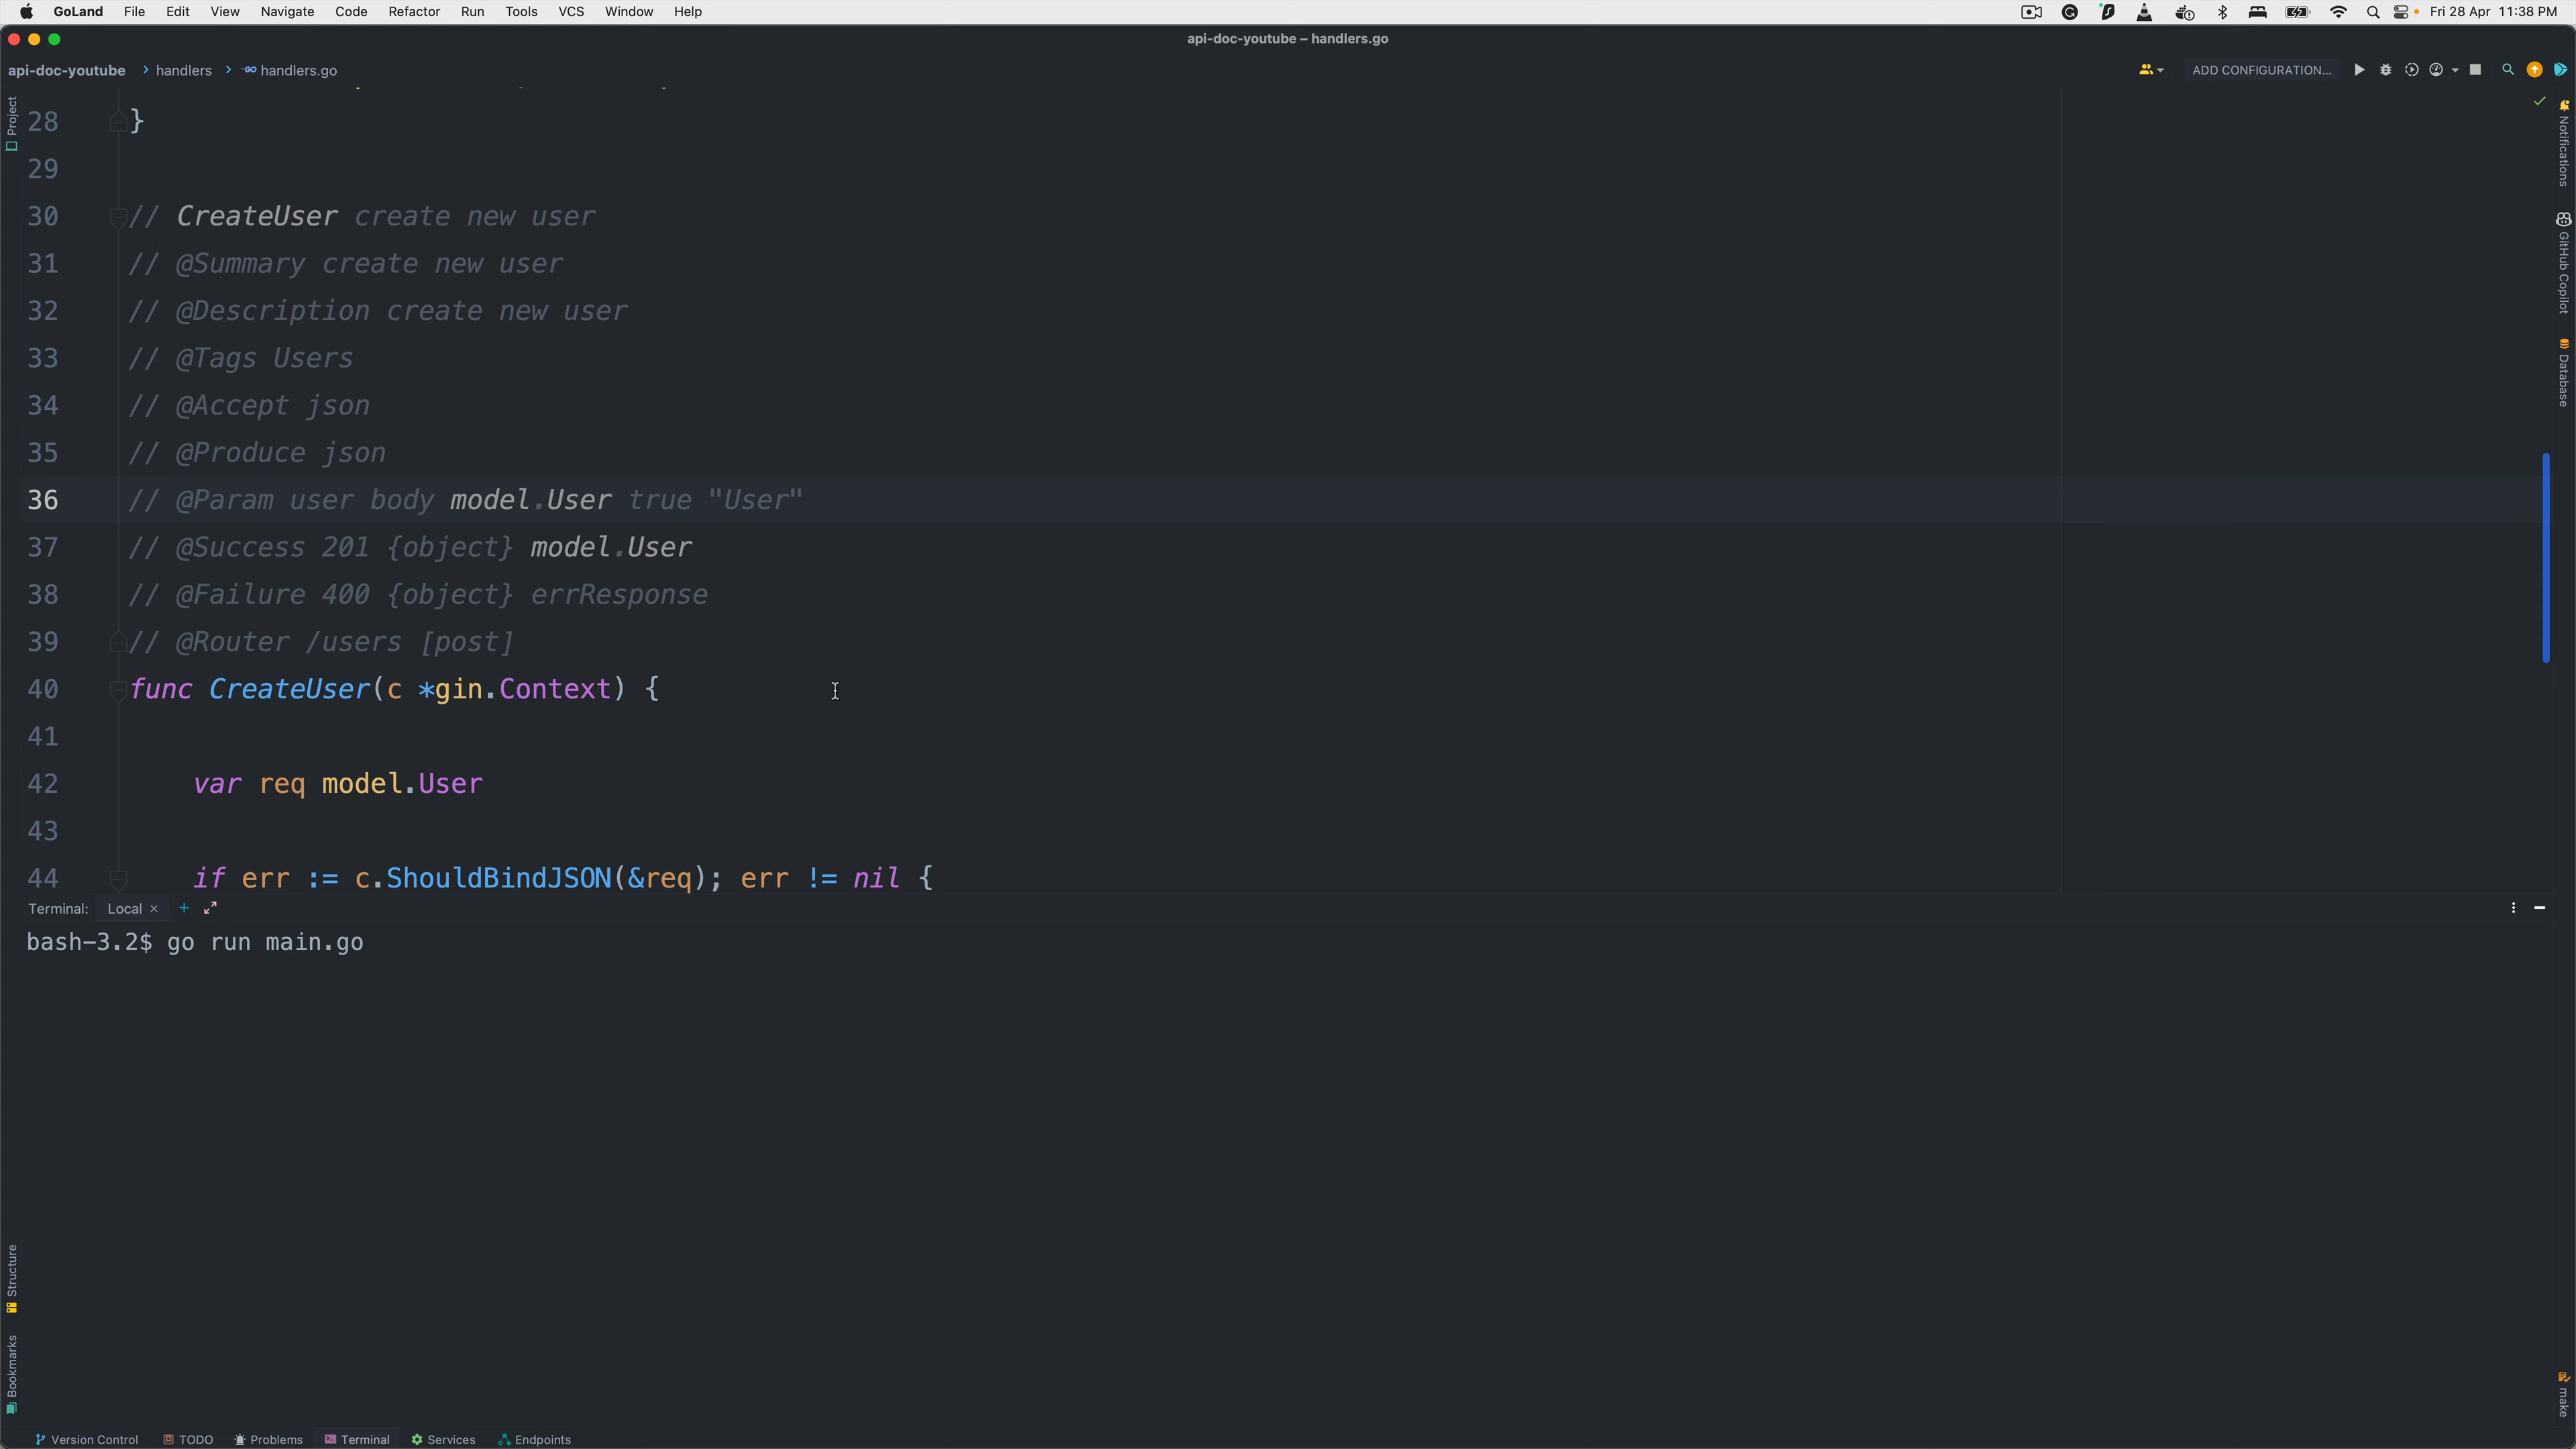 GoLand File Edit View Navigate Code Refactor Run Tools VCS Window Help Fri 28 Apr 11:38 PM
api-doc-youtube – handlers.go
api-doc-youtube handlers handlers.go ADD CONFIGURATION...
Project
Notifications
GitHub Copilot
Database
28 }
29
30 // CreateUser create new user
31 // @Summary create new user
32 // @Description create new user
33 // @Tags Users
34 // @Accept json
35 // @Produce json
36 // @Param user body model.User true "User"
37 // @Success 201 {object} model.User
38 // @Failure 400 {object} errResponse
39 // @Router /users [post]
40 func CreateUser(c *gin.Context) {
41
42 var req model.User
43
44 if err := c.ShouldBindJSON(&req); err != nil {
Terminal: Local × +
bash-3.2$ go run main.go
Structure
Bookmarks
make
Version Control TODO Problems Terminal Services Endpoints